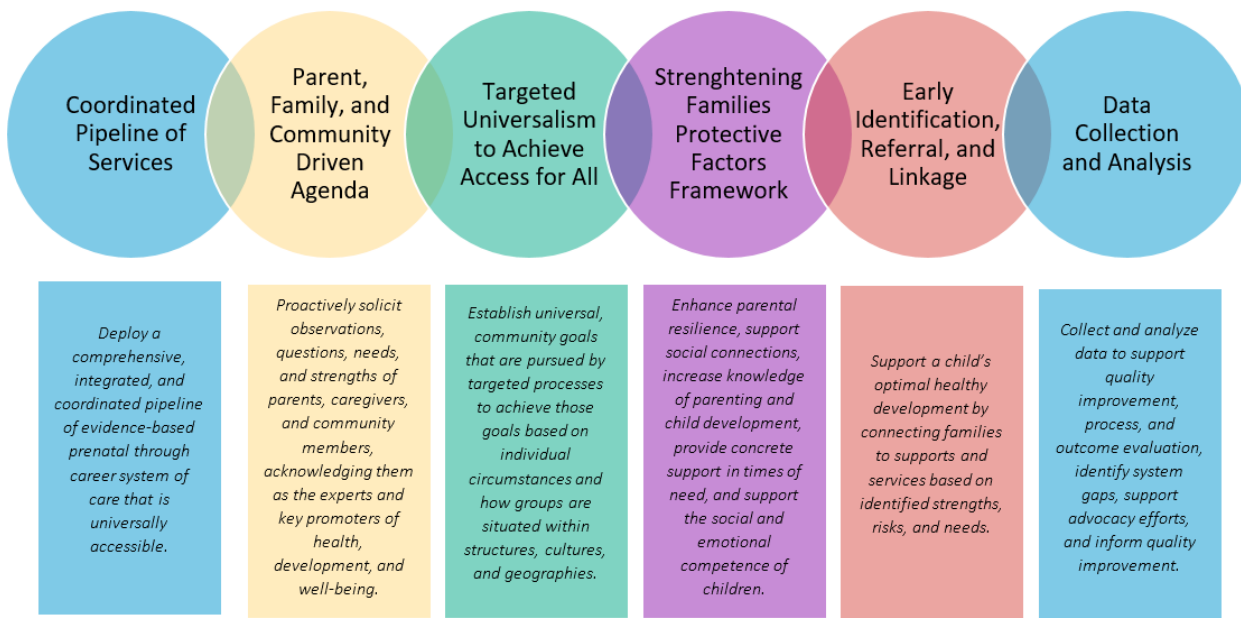 Coordinated
Pipeline of
Services
Parent,
Family, and
Community
Driven
Agenda
Targeted
Universalism
to Achieve
Access for All
Strenghtening
Families
Protective
Factors
Framework
Early
Identification,
Referral, and
Linkage
Data
Collection
and Analysis
Deploy a
comprehensive,
integrated, and
coordinated pipeline
of evidence-based
prenatal through
career system of
care that is
universally
accessible.
Proactively solicit
observations,
questions, needs,
and strengths of
parents, caregivers,
and community
members,
acknowledging them
as the experts and
key promoters of
health,
development, and
well-being.
Establish universal,
community goals
that are pursued by
targeted processes
to achieve those
goals based on
individual
circumstances and
how groups are
situated within
structures, cultures,
and geographies.
Enhance parental
resilience, support
social connections,
increase knowledge
of parenting and
child development,
provide concrete
support in times of
need, and support
the social and
emotional
competence of
children.
Support a child's
optimal healthy
development by
connecting families
to supports and
services based on
identified strengths,
risks, and needs.
Collect and analyze
data to support
quality
improvement,
process, and
outcome evaluation,
identify system
gaps, support
advocacy efforts,
and inform quality
improvement.